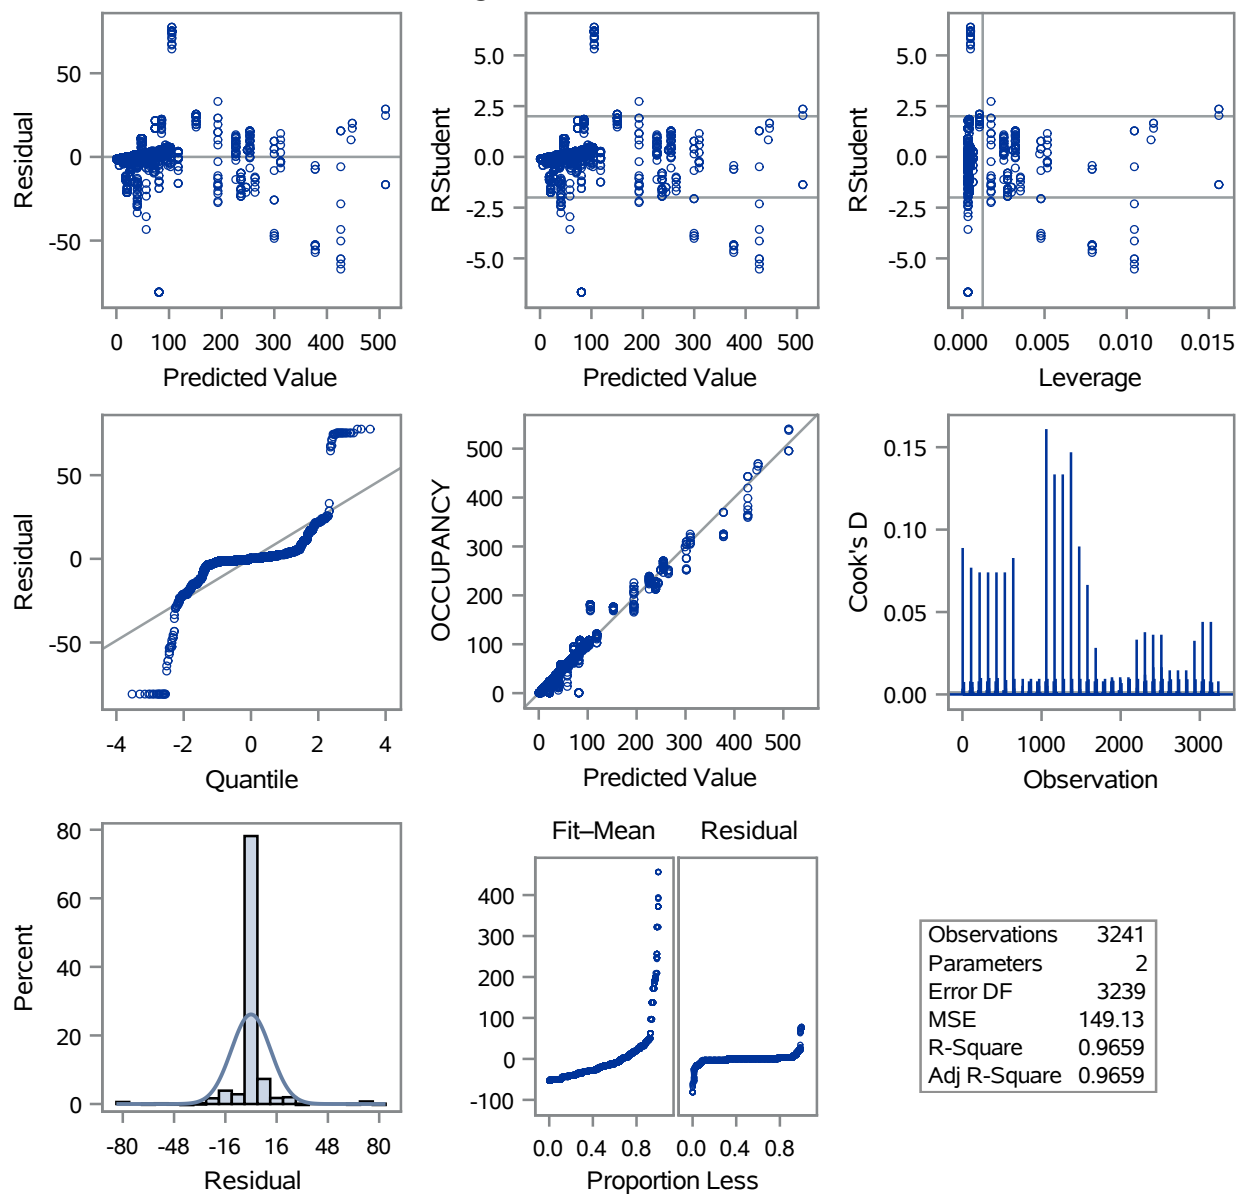 50
0
-50
Residual
0 100 200 300 400 500
Predicted Value
5.0
2.5
0.0
-2.5
-5.0
RStudent
0 100 200 300 400 500
Predicted Value
5.0
2.5
0.0
-2.5
-5.0
RStudent
0.000 0.005 0.010 0.015
Leverage
50
0
-50
Residual
-4 -2 0 2 4
Quantile
500
400
300
200
100
0
OCCUPANCY
0 100 200 300 400 500
Predicted Value
0.15
0.10
0.05
0.00
Cook's D
0 1000 2000 3000
Observation
80
60
40
20
0
Percent
-80 -48 -16 16 48 80
Residual
Fit–Mean Residual
400
300
200
100
0
-100
0.0 0.4 0.8 0.0 0.4 0.8
Proportion Less
Observations 3241
Parameters 2
Error DF 3239
MSE 149.13
R-Square 0.9659
Adj R-Square 0.9659